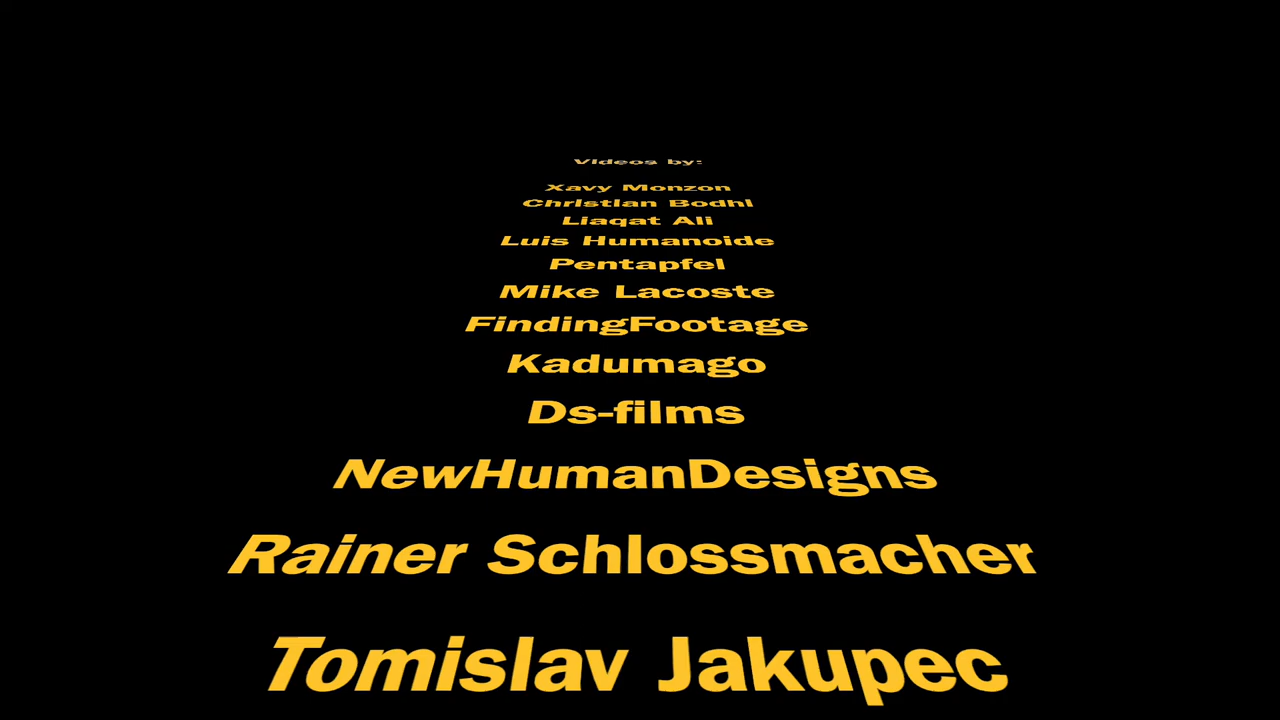 Videos by:
Xavy Monzon
Christian Bodhi
Liaqat Ali
Luis Humanoide
Pentapfel
Mike Lacoste
FindingFootage
Kadumago
Ds-films
NewHumanDesigns
Rainer Schlossmacher
Tomislav Jakupec